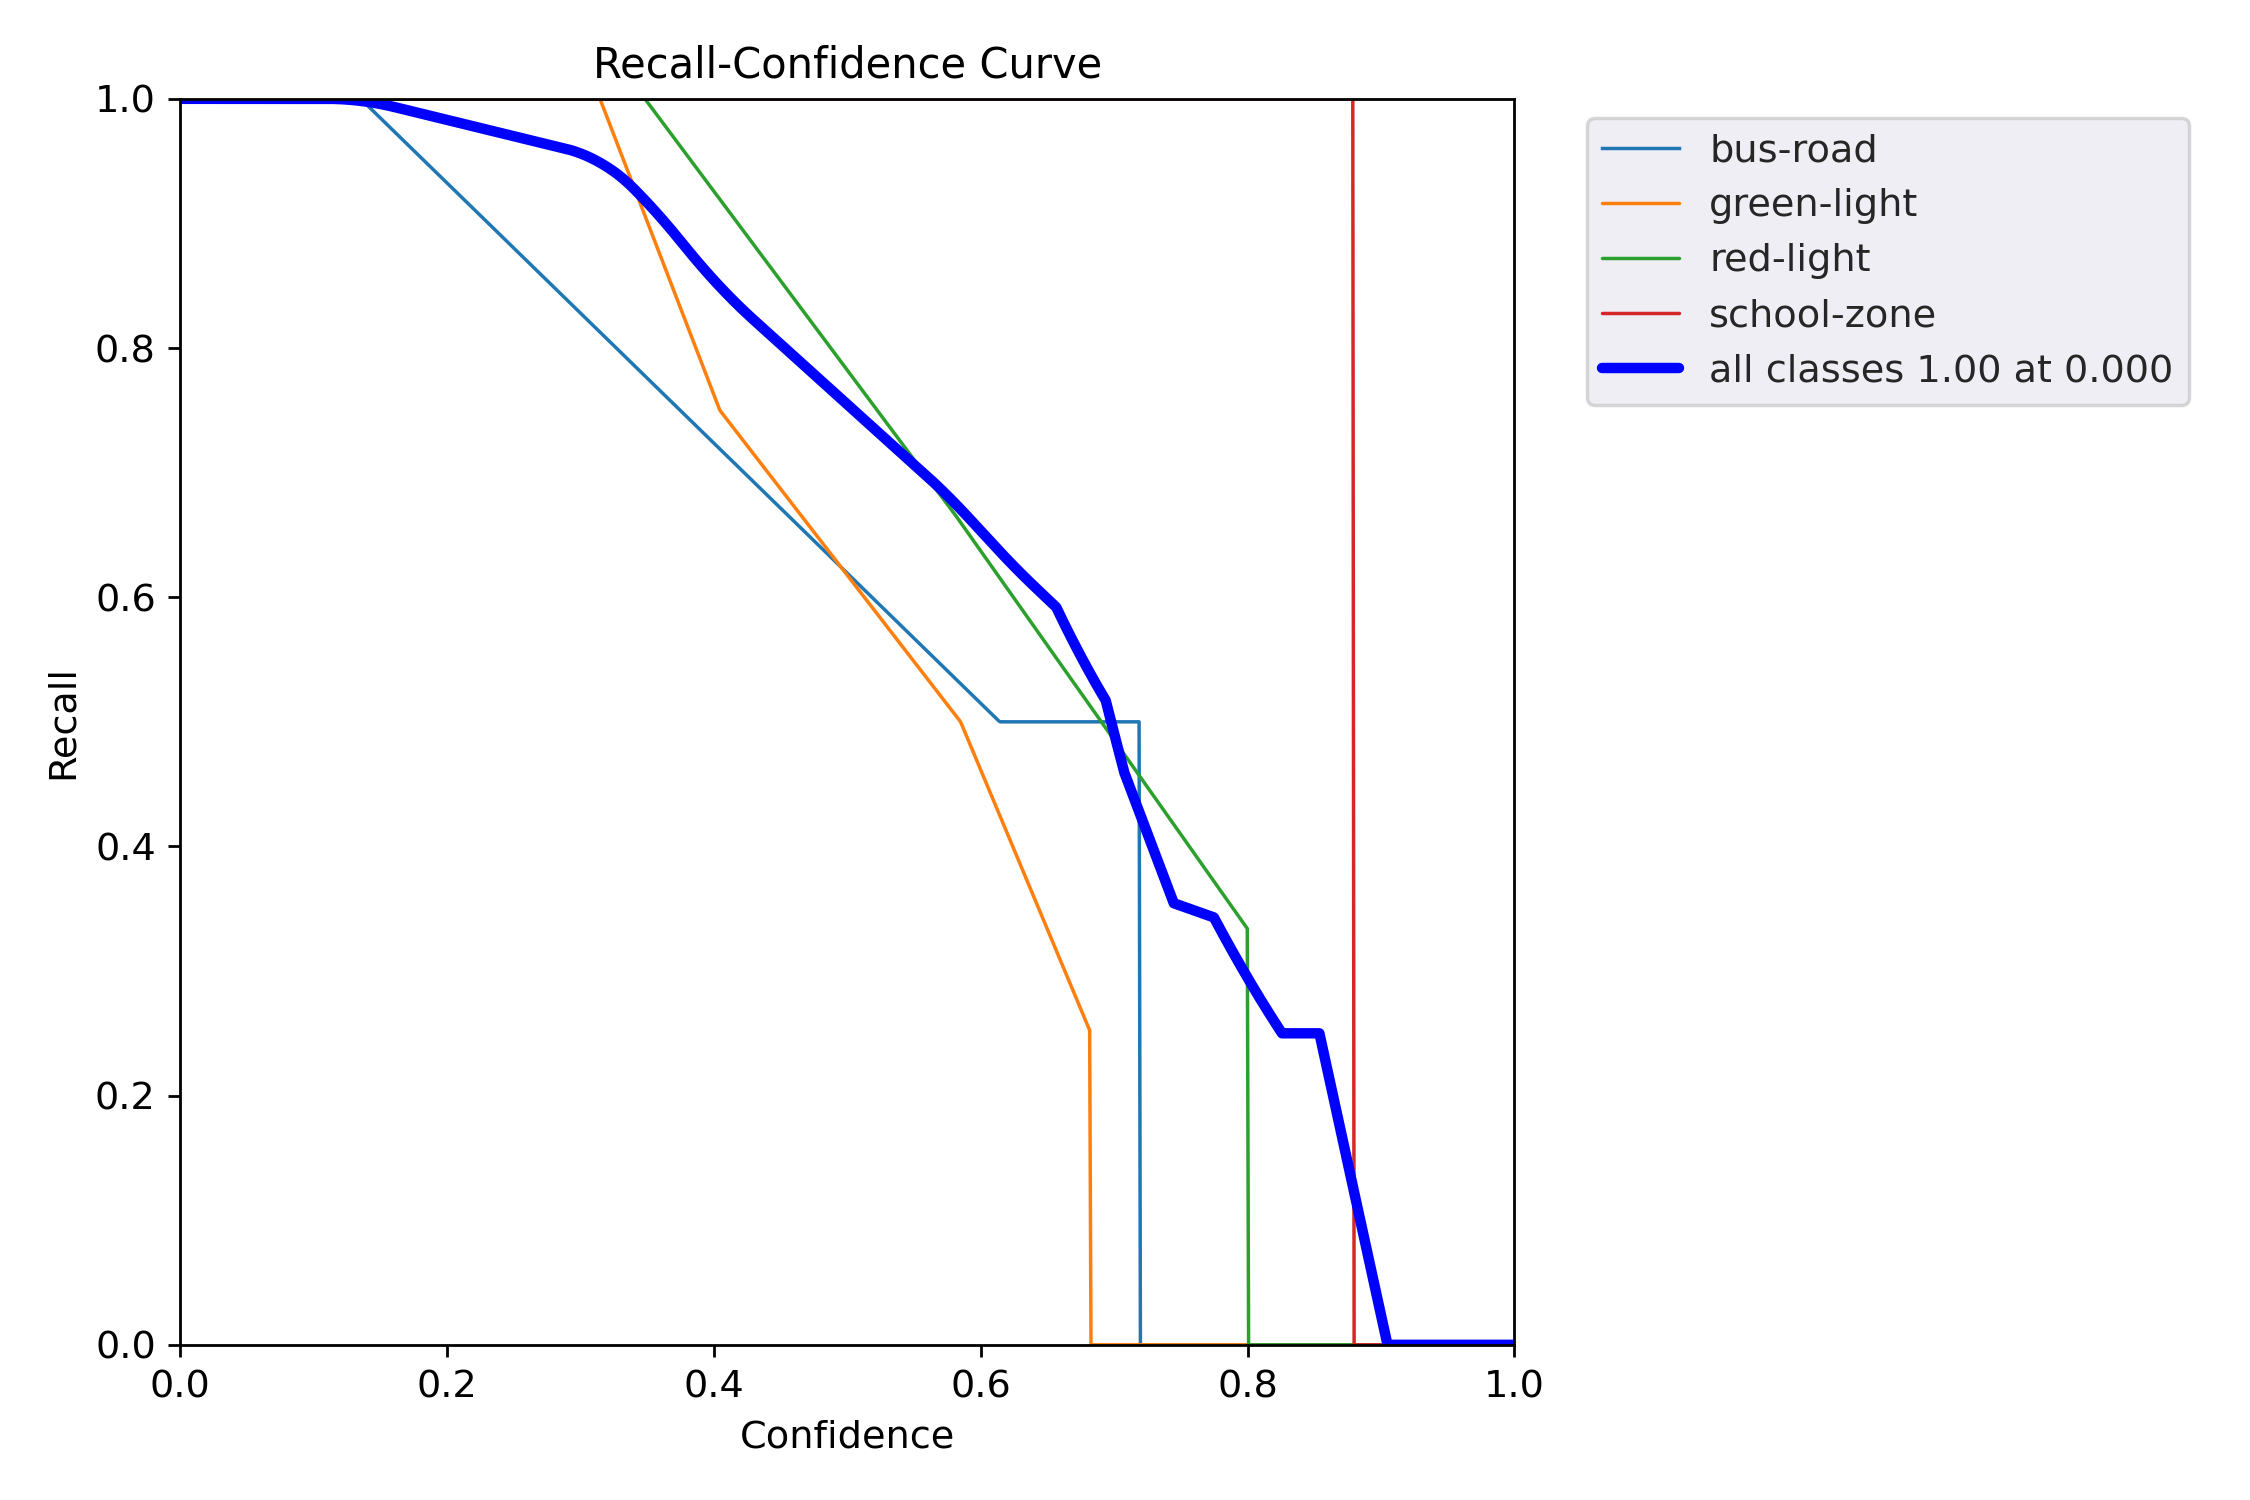 Recall-Confidence Curve
1.0
0.8
0.6
0.4
0.2
0.0
Recall
0.0 0.2 0.4 0.6 0.8 1.0
Confidence
bus-road
green-light
red-light
school-zone
all classes 1.00 at 0.000